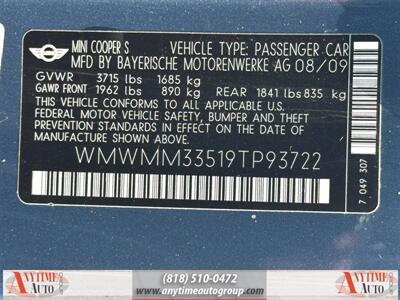 MINI
MINI COOPER S VEHICLE TYPE: PASSENGER CAR
MFD BY BAYERISCHE MOTORENWERKE AG 08/09
GVWR 3715 lbs 1685 kg
GAWR FRONT 1962 lbs 890 kg REAR 1841 lbs 835 kg
THIS VEHICLE CONFORMS TO ALL APPLICABLE U.S.
FEDERAL MOTOR VEHICLE SAFETY, BUMPER AND THEFT
PREVENTION STANDARDS IN EFFECT ON THE DATE OF
MANUFACTURE SHOWN ABOVE.
WMWMM33519TP93722
7 049 307
ANYTIME
AUTO
(818) 510-0472
www.anytimeautogroup.com
ANYTIME
AUTO